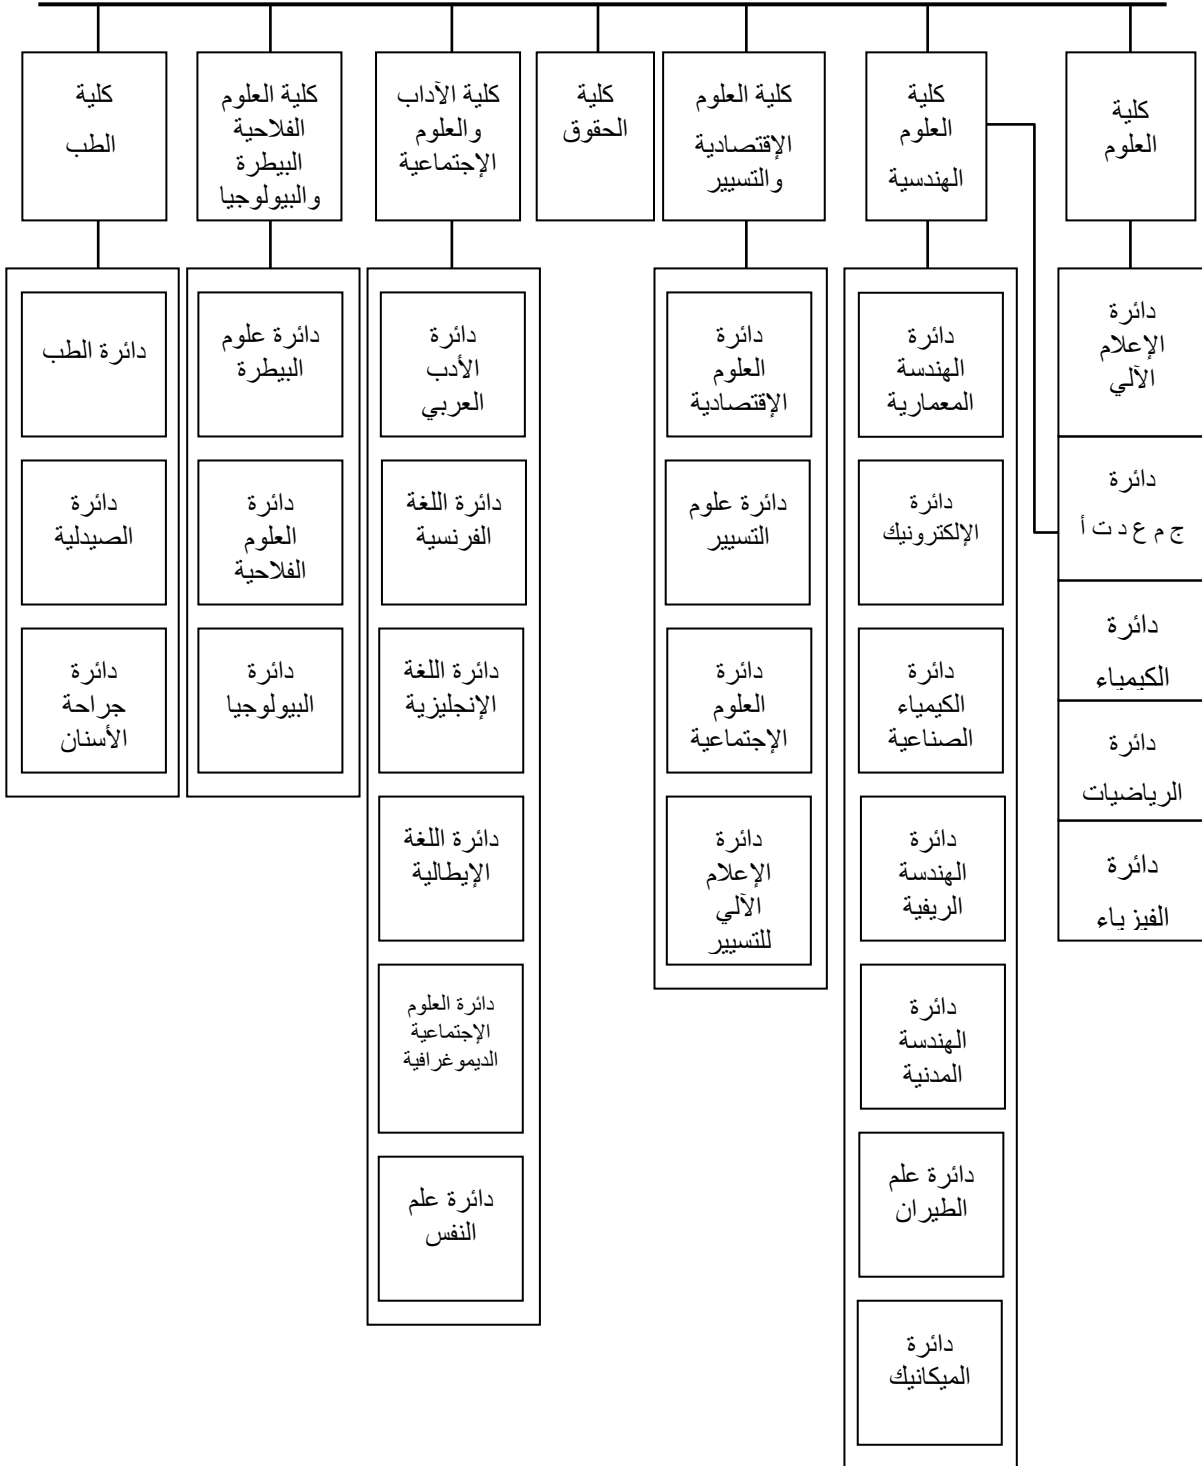 كلية
العلوم
كلية
العلوم
الهندسية
كلية العلوم
الإقتصادية
والتسيير
كلية
الحقوق
كلية الآداب
والعلوم
الإجتماعية
كلية العلوم
الفلاحية
البيطرة
والبيولوجيا
كلية
الطب
دائرة
الإعلام
الآلي
دائرة
ج م ع د ت أ
دائرة
الكيمياء
دائرة
الرياضيات
دائرة
الفيزياء
دائرة
الهندسة
المعمارية
دائرة
الإلكترونيك
دائرة
الكيمياء
الصناعية
دائرة
الهندسة
الريفية
دائرة
الهندسة
المدنية
دائرة علم
الطيران
دائرة
الميكانيك
دائرة
العلوم
الإقتصادية
دائرة علوم
التسيير
دائرة
العلوم
الإجتماعية
دائرة
الإعلام
الآلي
للتسيير
دائرة
الأدب
العربي
دائرة اللغة
الفرنسية
دائرة اللغة
الإنجليزية
دائرة اللغة
الإيطالية
دائرة العلوم
الإجتماعية
الديموغرافية
دائرة علم
النفس
دائرة علوم
البيطرة
دائرة
العلوم
الفلاحية
دائرة
البيولوجيا
دائرة الطب
دائرة
الصيدلية
دائرة
جراحة
الأسنان